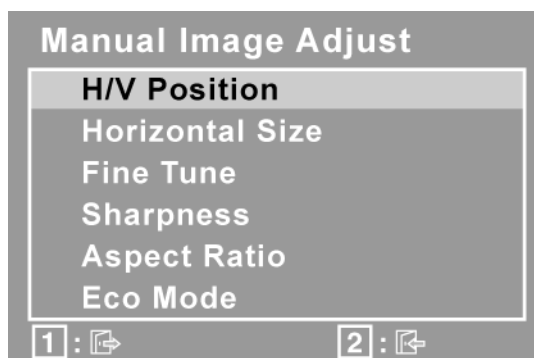 Manual Image Adjust
H/V Position
Horizontal Size
Fine Tune
Sharpness
Aspect Ratio
Eco Mode
1 : 2 :